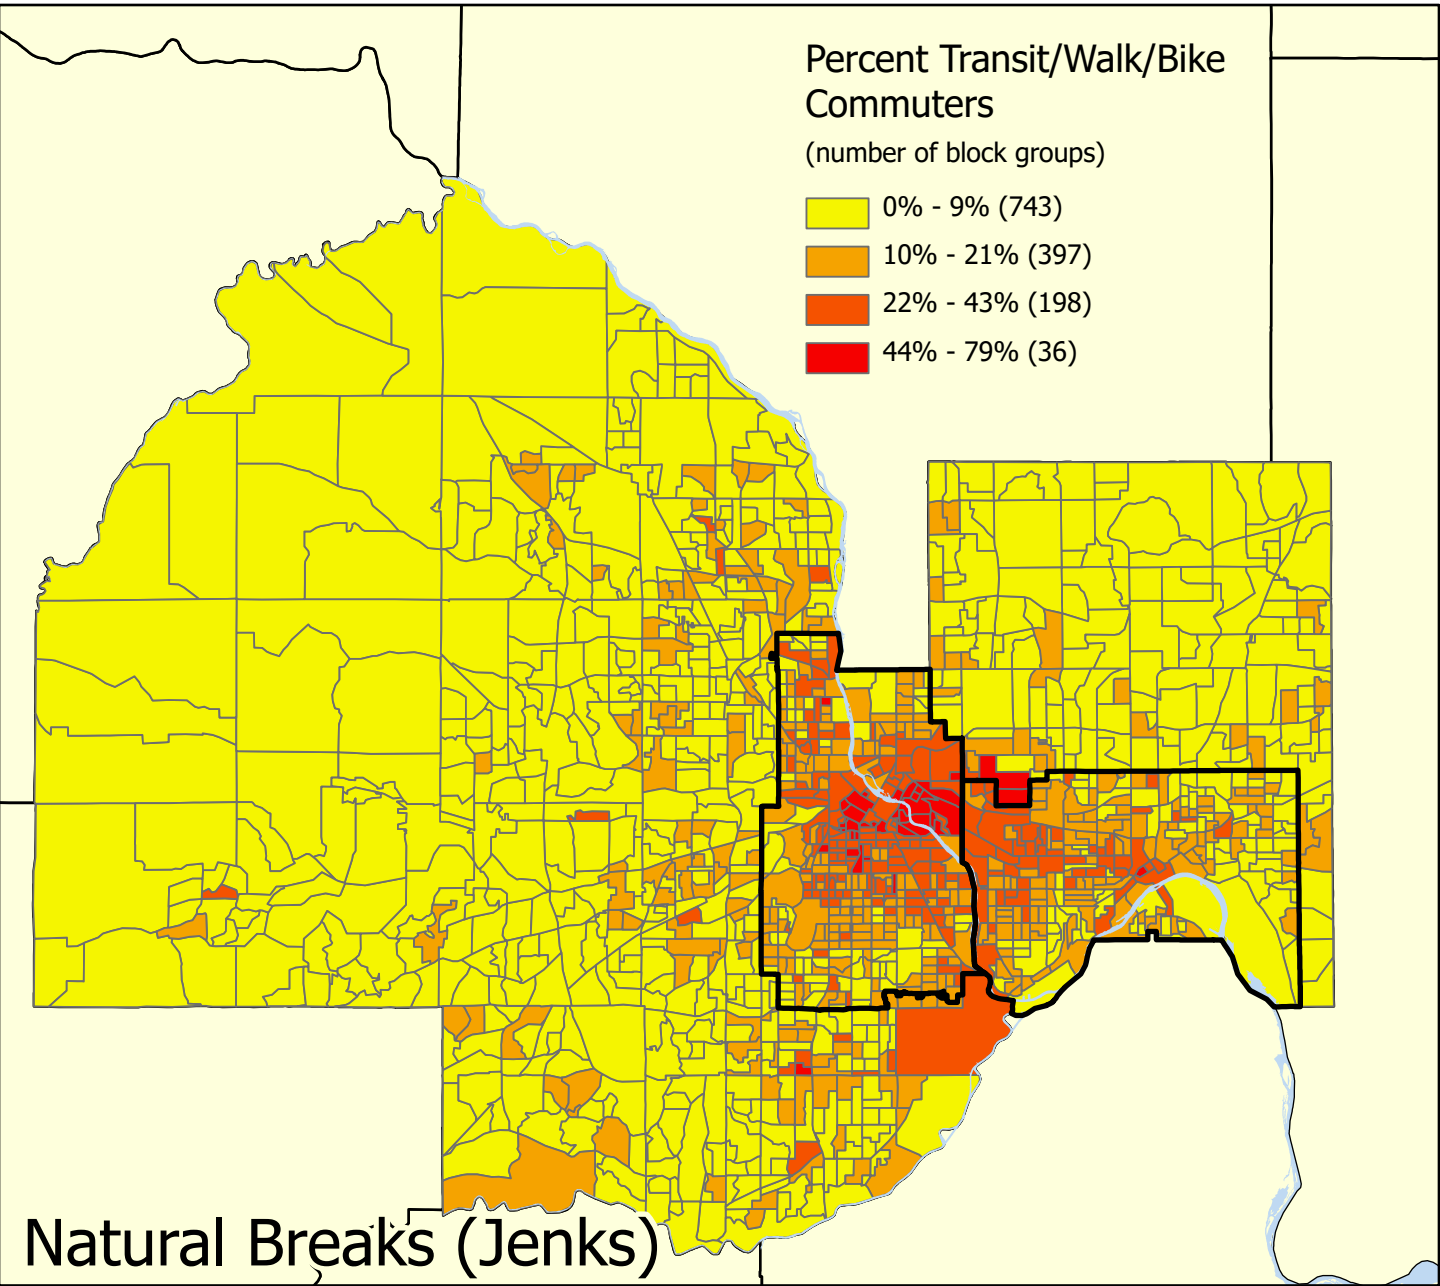 Percent Transit/Walk/Bike
Commuters
(number of block groups)
0% - 9% (743)
10% - 21% (397)
22% - 43% (198)
44% - 79% (36)
Natural Breaks (Jenks)